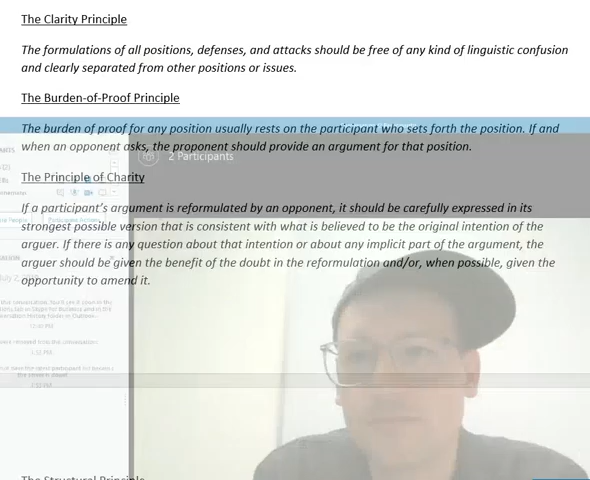 The Clarity Principle
The formulations of all positions, defenses, and attacks should be free of any kind of linguistic confusion
and clearly separated from other positions or issues.
The Burden-of-Proof Principle
The burden of proof for any position usually rests on the participant who sets forth the position. If and
when an opponent asks, the proponent should provide an argument for that position.
2 Participants
The Principle of Charity
If a participant's argument is reformulated by an opponent, it should be carefully expressed in its
strongest possible version that is consistent with what is believed to be the original intention of the
arguer. If there is any question about that intention or about any implicit part of the argument, the
arguer should be given the benefit of the doubt in the reformulation and/or, when possible, given the
opportunity to amend it.
The Structural Principle